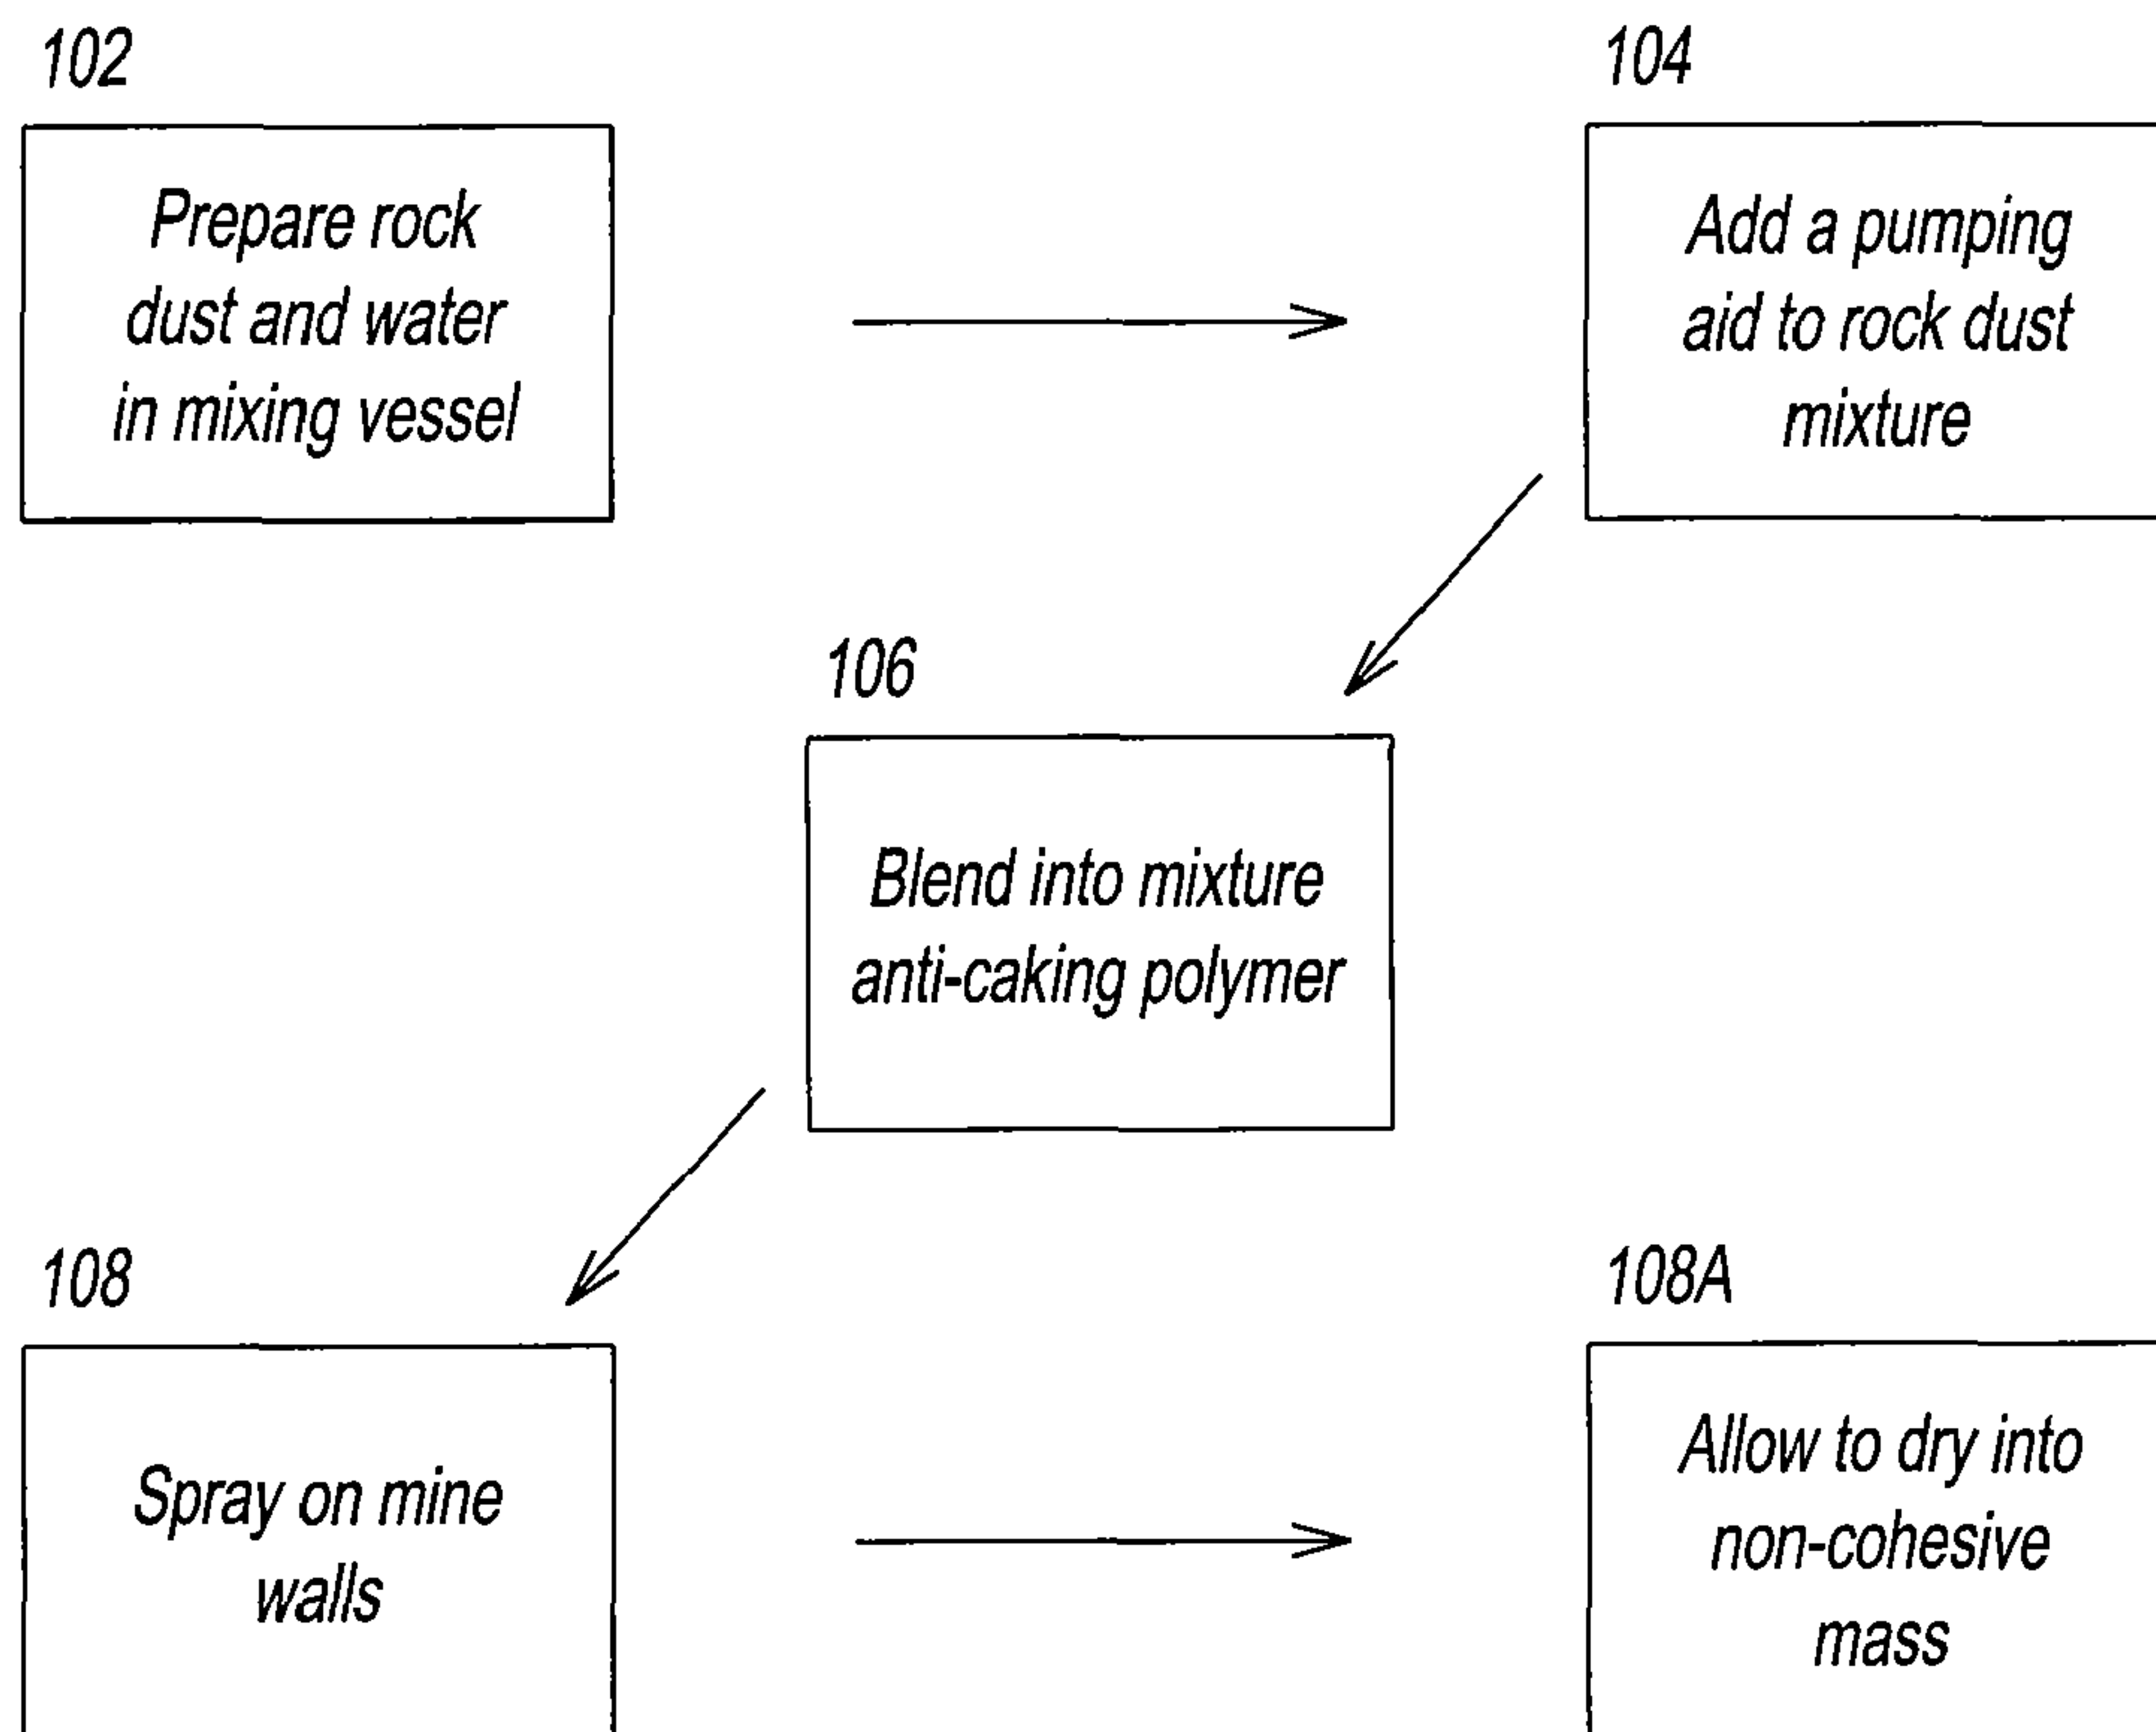 102
Prepare rock
dust and water
in mixing vessel
104
Add a pumping
aid to rock dust
mixture
106
Blend into mixture
anti-caking polymer
108
Spray on mine
walls
108A
Allow to dry into
non-cohesive
mass